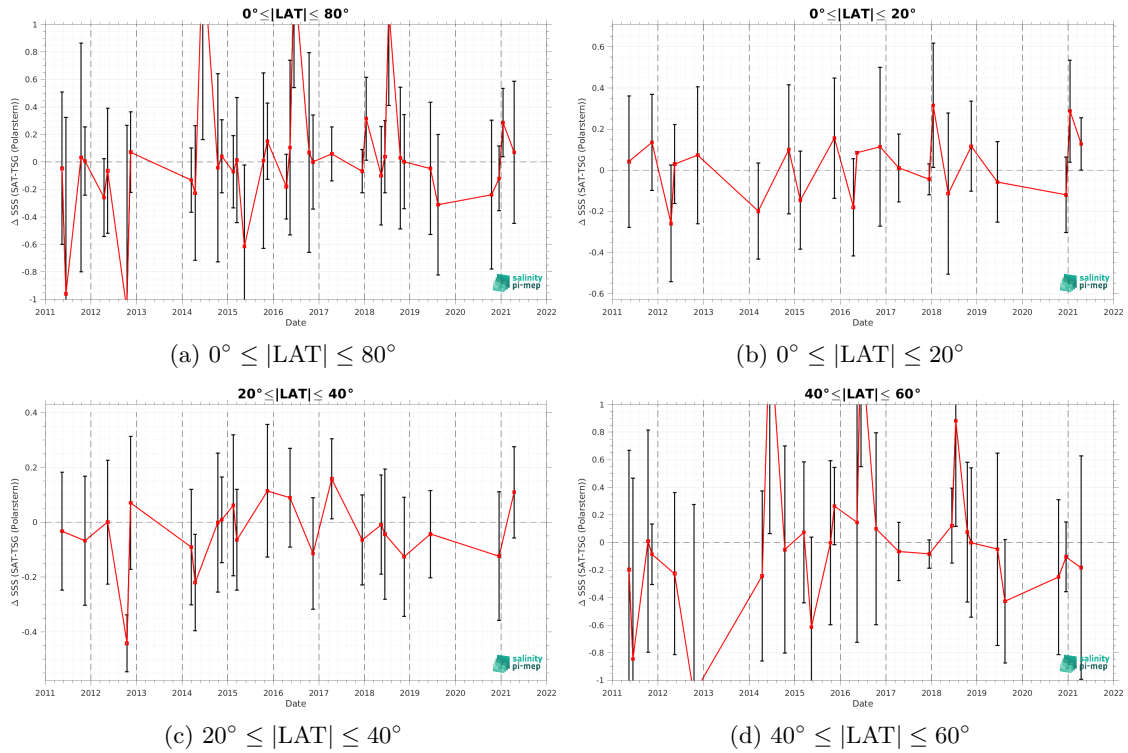 0°≤|LAT|≤ 80°
Δ SSS (SAT-TSG (Polarstern))
1
0.8
0.6
0.4
0.2
0
-0.2
-0.4
-0.6
-0.8
-1
2011 2012 2013 2014 2015 2016 2017 2018 2019 2020 2021 2022
Date
salinity
pi-mep
(a) 0° ≤ |LAT| ≤ 80°
0°≤|LAT|≤ 20°
Δ SSS (SAT-TSG (Polarstern))
0.6
0.4
0.2
0
-0.2
-0.4
-0.6
2011 2012 2013 2014 2015 2016 2017 2018 2019 2020 2021 2022
Date
salinity
pi-mep
(b) 0° ≤ |LAT| ≤ 20°
20°≤|LAT|≤ 40°
Δ SSS (SAT-TSG (Polarstern))
0.4
0.2
0
-0.2
-0.4
2011 2012 2013 2014 2015 2016 2017 2018 2019 2020 2021 2022
Date
salinity
pi-mep
(c) 20° ≤ |LAT| ≤ 40°
40°≤|LAT|≤ 60°
Δ SSS (SAT-TSG (Polarstern))
1
0.8
0.6
0.4
0.2
0
-0.2
-0.4
-0.6
-0.8
-1
2011 2012 2013 2014 2015 2016 2017 2018 2019 2020 2021 2022
Date
salinity
pi-mep
(d) 40° ≤ |LAT| ≤ 60°